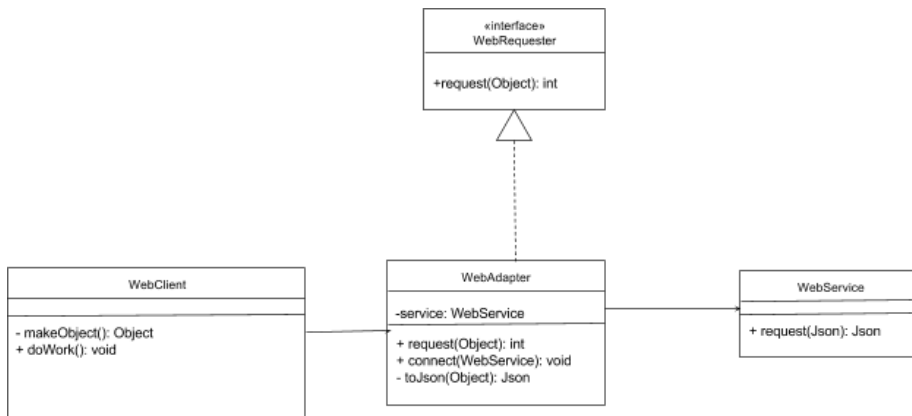 «interface»
WebRequester
+request(Object): int
WebClient
- makeObject(): Object
+ doWork(): void
WebAdapter
-service: WebService
+ request(Object): int
+ connect(WebService): void
- toJson(Object): Json
WebService
+ request(Json): Json